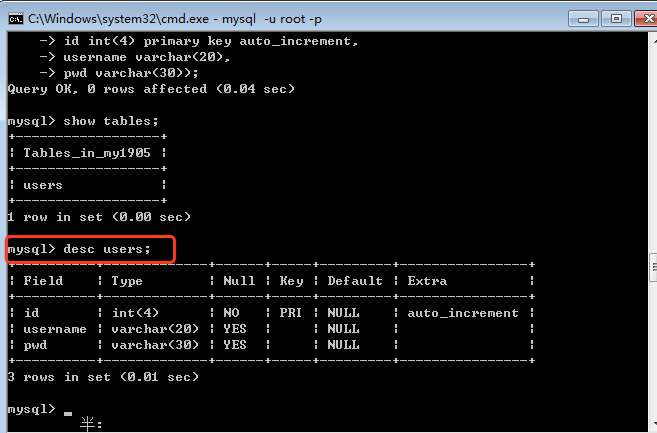 C:\Windows\system32\cmd.exe - mysql  -u root -p
    -> id int(4) primary key auto_increment,
    -> username varchar(20),
    -> pwd varchar(30));
Query OK, 0 rows affected (0.04 sec)
mysql> show tables;
+------------------+
| Tables_in_my1905 |
+------------------+
| users            |
+------------------+
1 row in set (0.00 sec)
mysql> desc users;
+----------+-------------+------+-----+---------+----------------+
| Field    | Type        | Null | Key | Default | Extra          |
+----------+-------------+------+-----+---------+----------------+
| id       | int(4)      | NO   | PRI | NULL    | auto_increment |
| username | varchar(20) | YES  |     | NULL    |                |
| pwd      | varchar(30) | YES  |     | NULL    |                |
+----------+-------------+------+-----+---------+----------------+
3 rows in set (0.01 sec)
mysql> _
半: